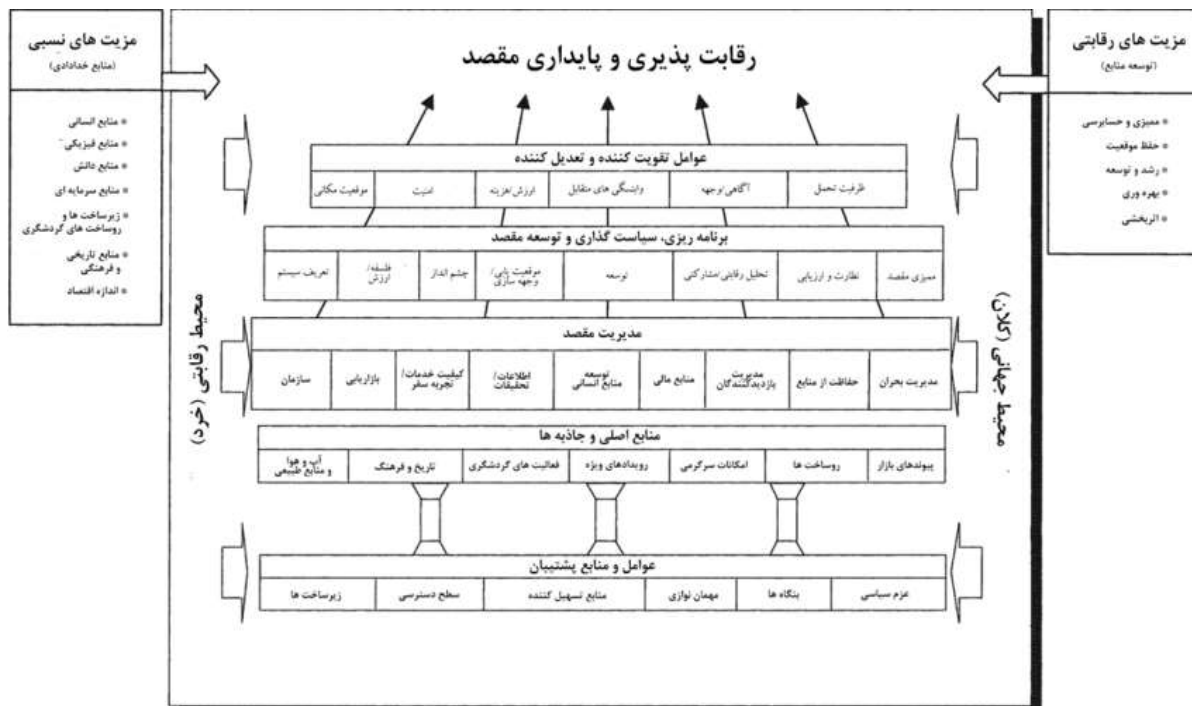 رقابت پذیری و پایداری مقصد
مزیت های رقابتی
(توسعه منابع)
* ممیزی و حسابرسی
* حفظ موقعیت
* رشد و توسعه
* بهره وری
* اثربخشی
محیط جهانی (کلان)
عوامل تقویت کننده و تعدیل کننده
ظرفیت تحمل
آگاهی/وجهه
وابستگی های متقابل
ارزش/هزینه
امنیت
موقعیت مکانی
برنامه ریزی، سیاست گذاری و توسعه مقصد
ممیزی مقصد
نظارت و ارزیابی
تحلیل رقابتی/مشارکتی
توسعه
موقعیت یابی/
وجهه سازی
چشم انداز
فلسفه/
ارزش
تعریف سیستم
مدیریت مقصد
مدیریت بحران
حفاظت از منابع
مدیریت
بازدیدکنندگان
منابع مالی
توسعه
منابع انسانی
اطلاعات/
تحقیقات
کیفیت خدمات/
تجربه سفر
بازاریابی
سازمان
منابع اصلی و جاذبه ها
پیوندهای بازار
روساخت ها
امکانات سرگرمی
رویدادهای ویژه
فعالیت های گردشگری
تاریخ و فرهنگ
آب و هوا
و منابع طبیعی
عوامل و منابع پشتیبان
عزم سیاسی
بنگاه ها
مهمان نوازی
منابع تسهیل کننده
سطح دسترسی
زیرساخت ها
محیط رقابتی (خرد)
مزیت های نسبی
(منابع خدادادی)
* منابع انسانی
* منابع فیزیکی
* منابع دانش
* منابع سرمایه ای
* زیرساخت ها و
روساخت های گردشگری
* منابع تاریخی
و فرهنگی
* اندازه اقتصاد